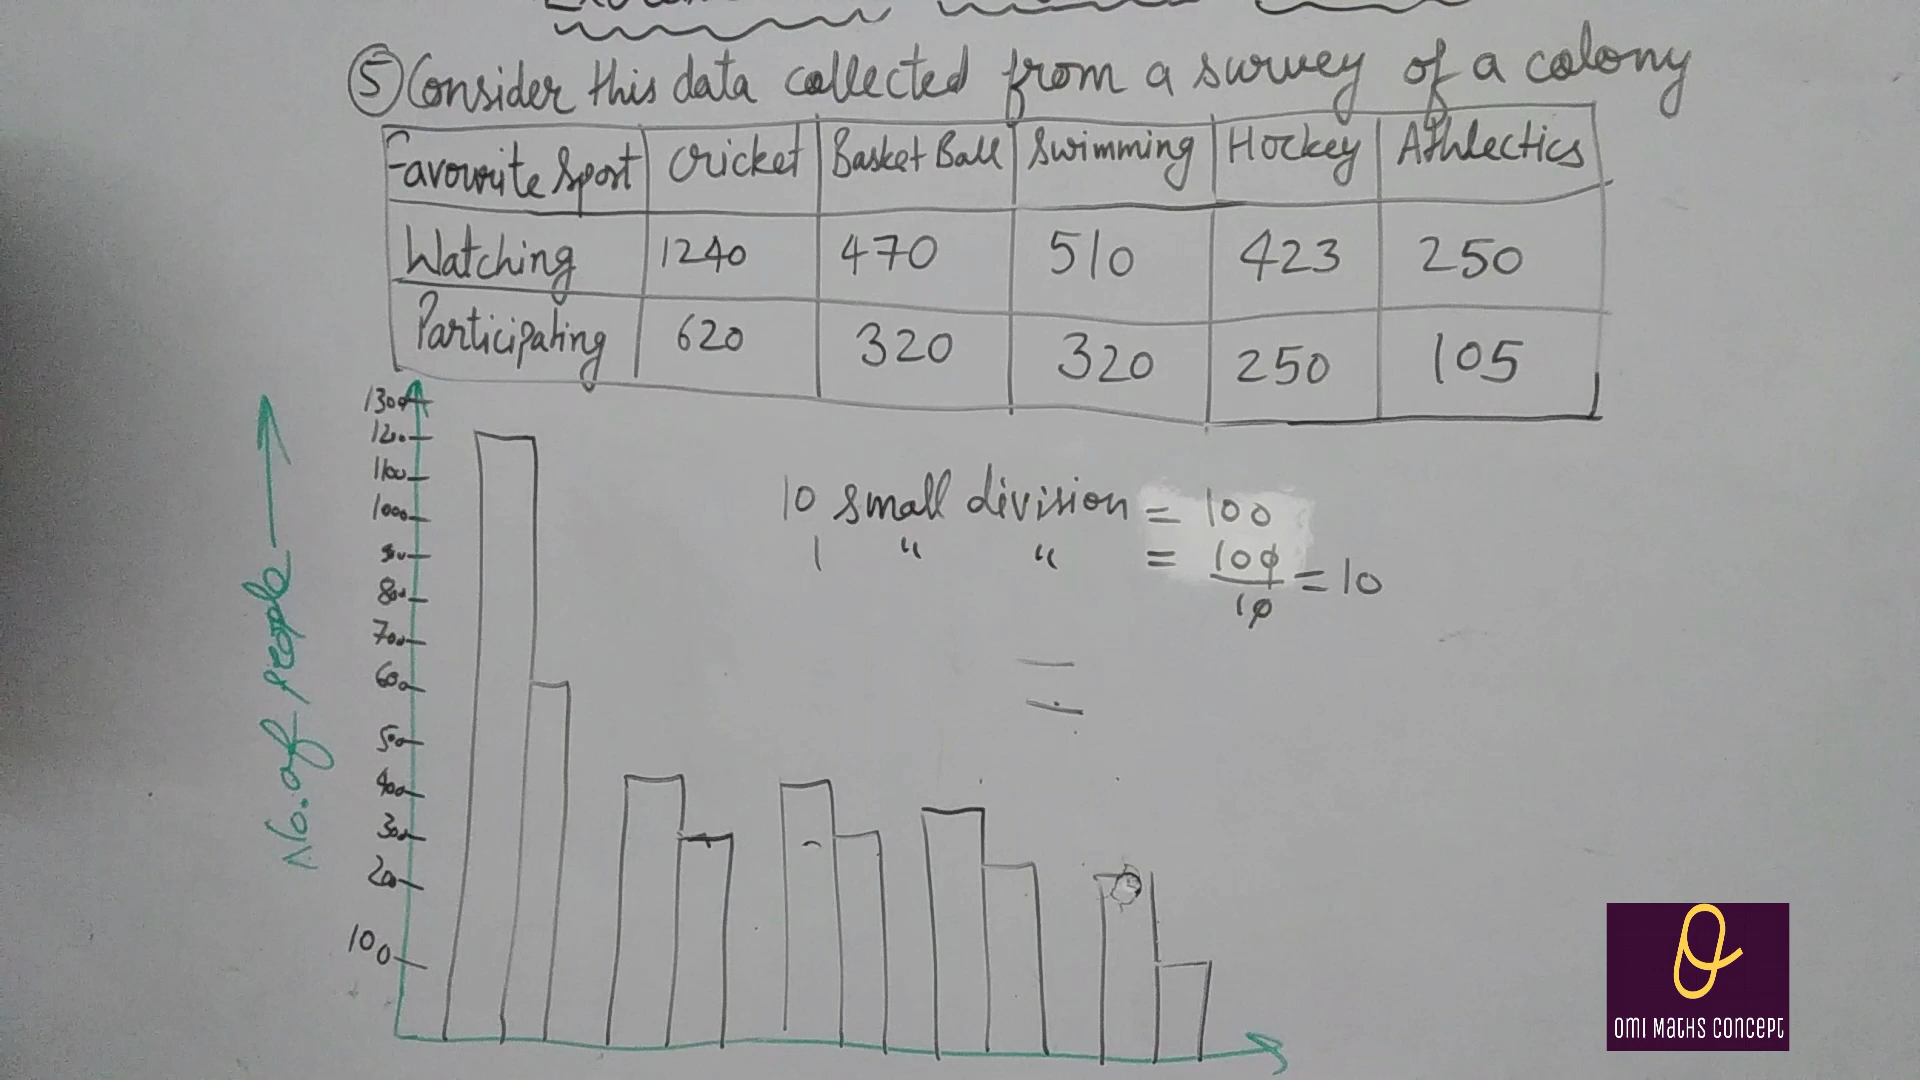 ⑤ Consider this data collected from a survey of a colony
Favourite Sport Cricket Basket Ball Swimming Hockey Athlectics
Watching 1240 470 510 423 250
Participating 620 320 320 250 105
1300
1200
1100
1000
800
700
600
500
400
300
200
100
No. of people
10 small division = 100
1 " " = 100/10 = 10
OMI MATHS CONCEPT